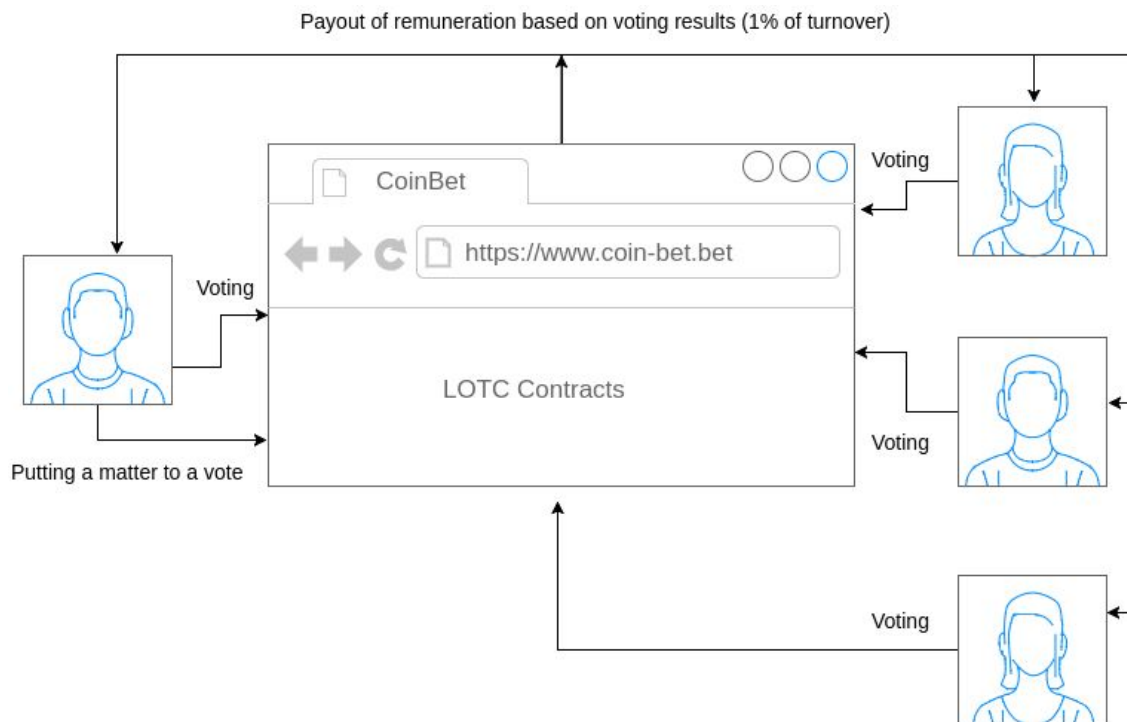 Payout of remuneration based on voting results (1% of turnover)
Voting
CoinBet
https://www.coin-bet.bet
Voting
LOTC Contracts
Voting
Putting a matter to a vote
Voting